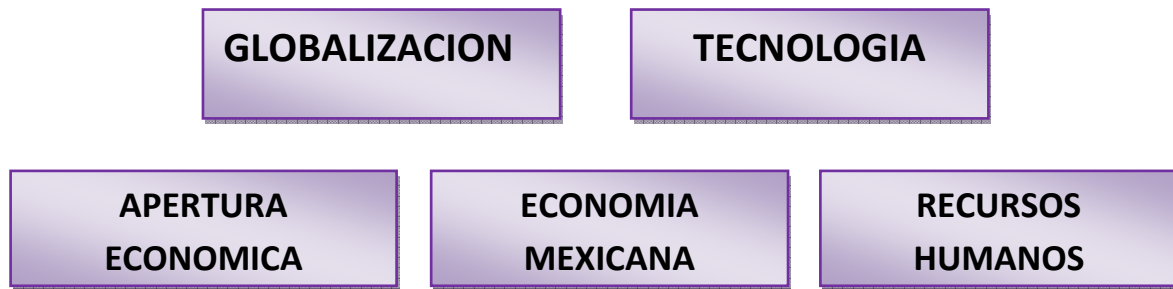 GLOBALIZACION
TECNOLOGIA
APERTURA
ECONOMICA
ECONOMIA
MEXICANA
RECURSOS
HUMANOS